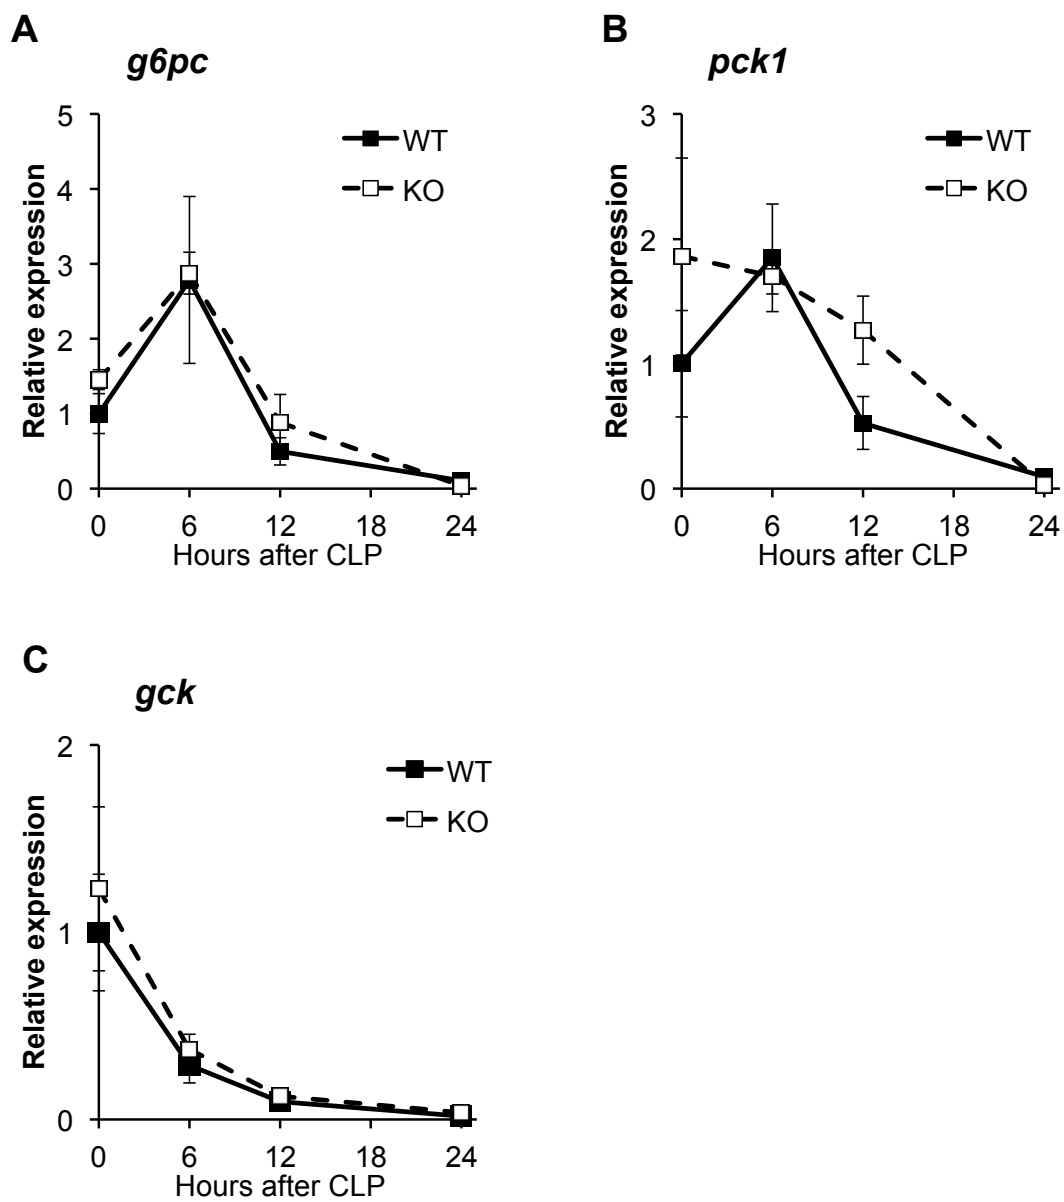 A
g6pc
5
4
3
2
1
0
Relative expression
WT
KO
0 6 12 18 24
Hours after CLP
B
pck1
3
2
1
0
Relative expression
WT
KO
0 6 12 18 24
Hours after CLP
C
gck
2
1
0
Relative expression
WT
KO
0 6 12 18 24
Hours after CLP